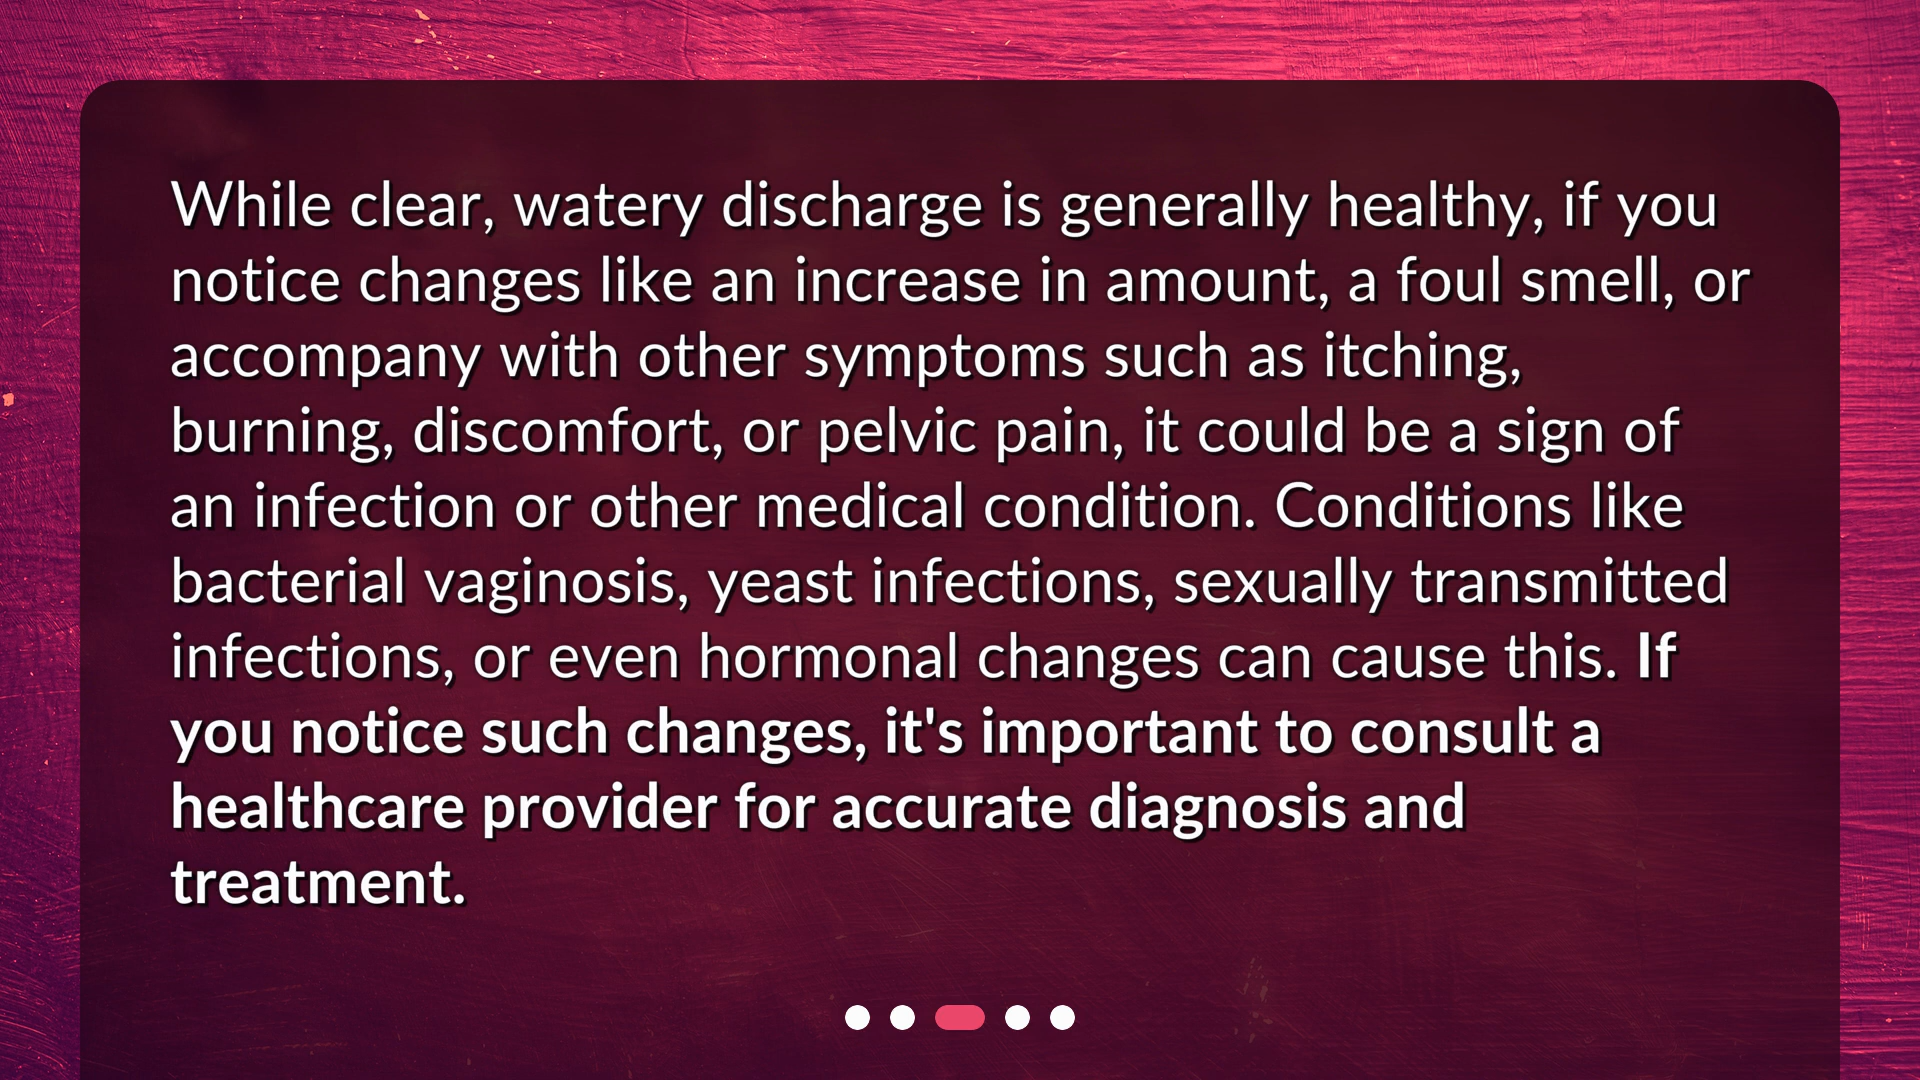 While clear, watery discharge is generally healthy, if you
notice changes like an increase in amount, a foul smell, or
accompany with other symptoms such as itching,
burning, discomfort, or pelvic pain, it could be a sign of
an infection or other medical condition. Conditions like
bacterial vaginosis, yeast infections, sexually transmitted
infections, or even hormonal changes can cause this. If
you notice such changes, it's important to consult a
healthcare provider for accurate diagnosis and
treatment.